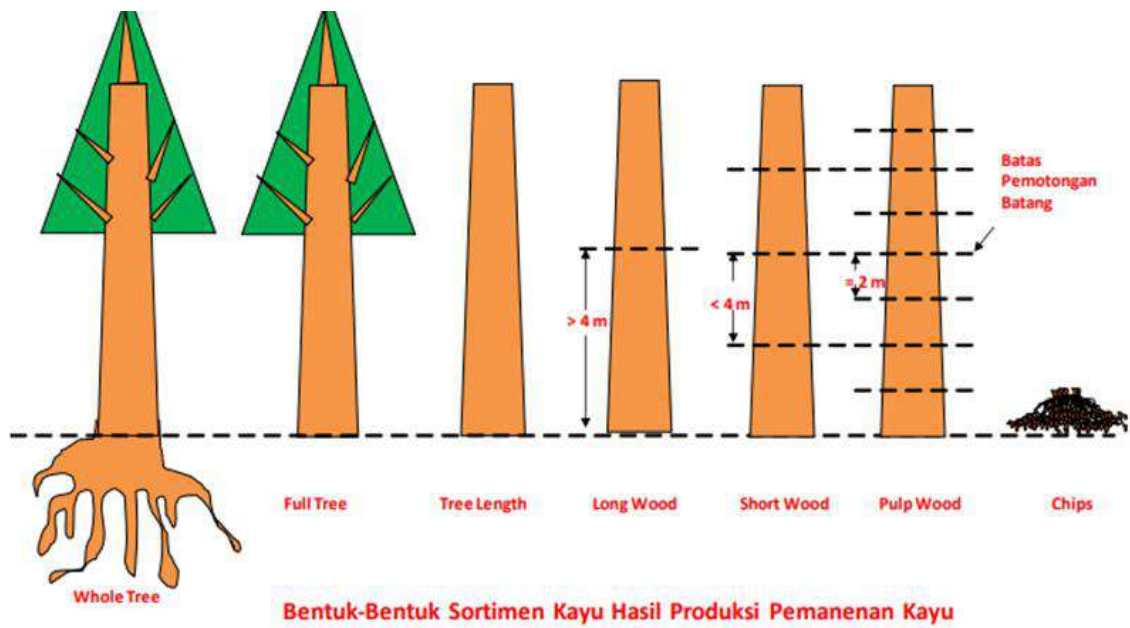 Batas
Pemotongan
Batang
> 4 m
< 4 m
= 2 m
Full Tree
Tree Length
Long Wood
Short Wood
Pulp Wood
Chips
Whole Tree
Bentuk-Bentuk Sortimen Kayu Hasil Produksi Pemanenan Kayu